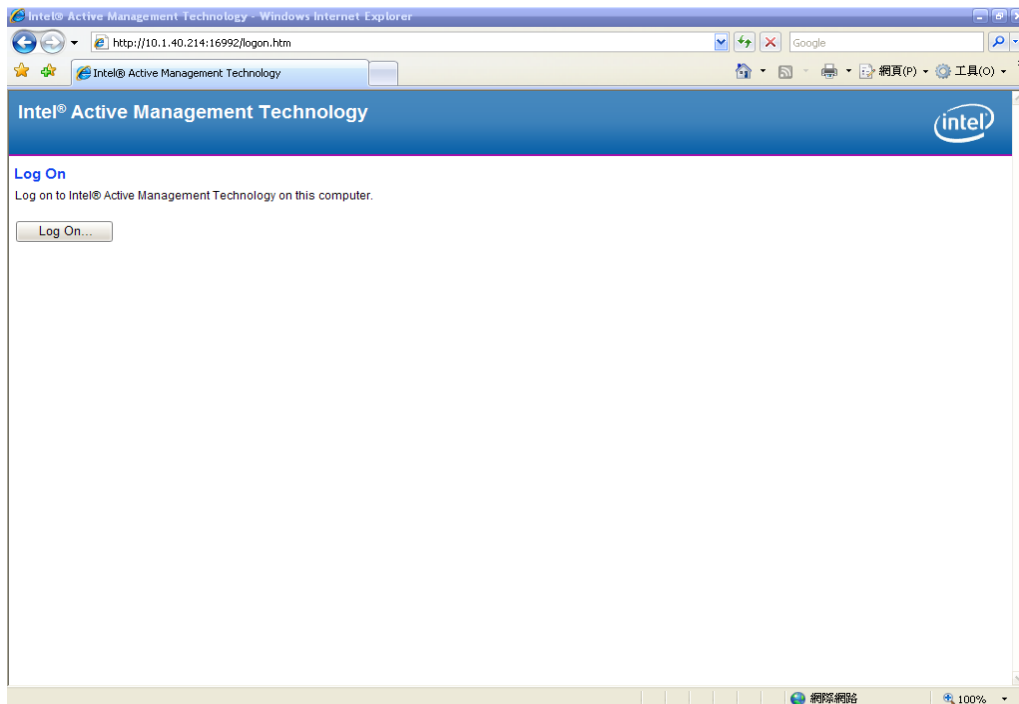 Intel® Active Management Technology - Windows Internet Explorer
http://10.1.40.214:16992/logon.htm
Google
Intel® Active Management Technology
網頁(P)
工具(O)
Intel® Active Management Technology
intel
Log On
Log on to Intel® Active Management Technology on this computer.
Log On...
網際網路
100%